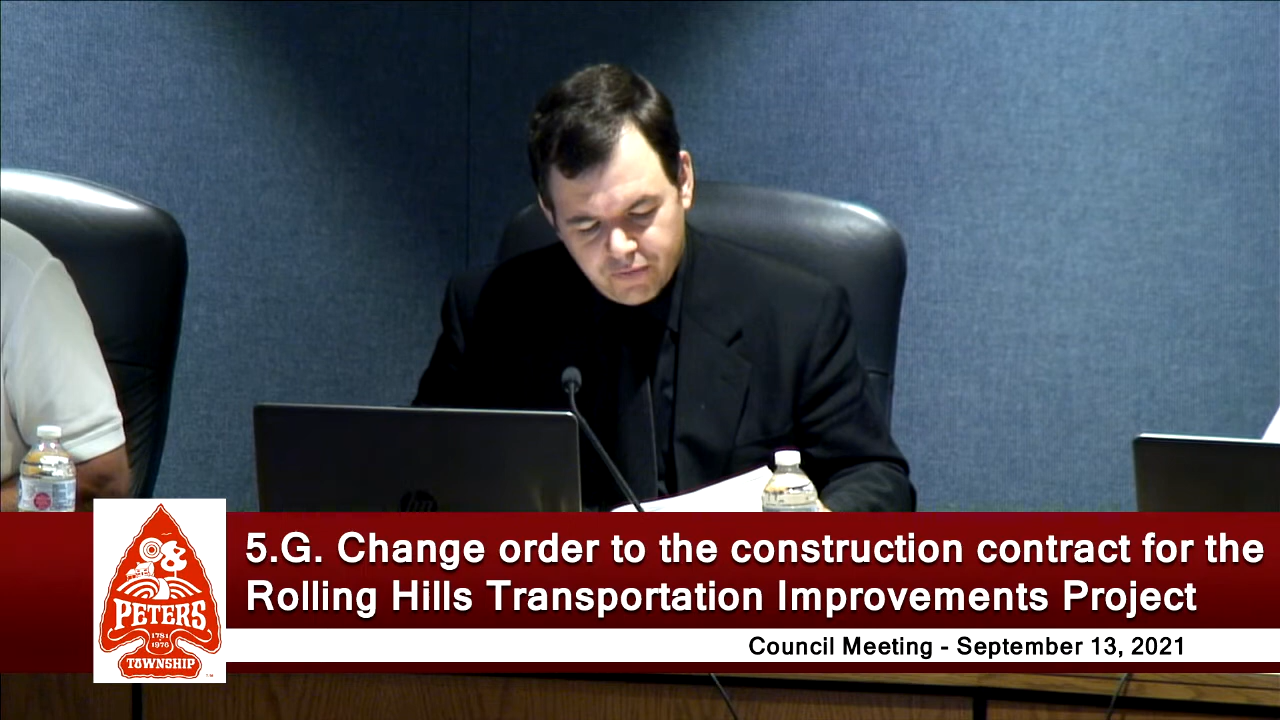 5.G. Change order to the construction contract for the
Rolling Hills Transportation Improvements Project
Council Meeting - September 13, 2021
PETERS
1781
1976
TOWNSHIP
hp